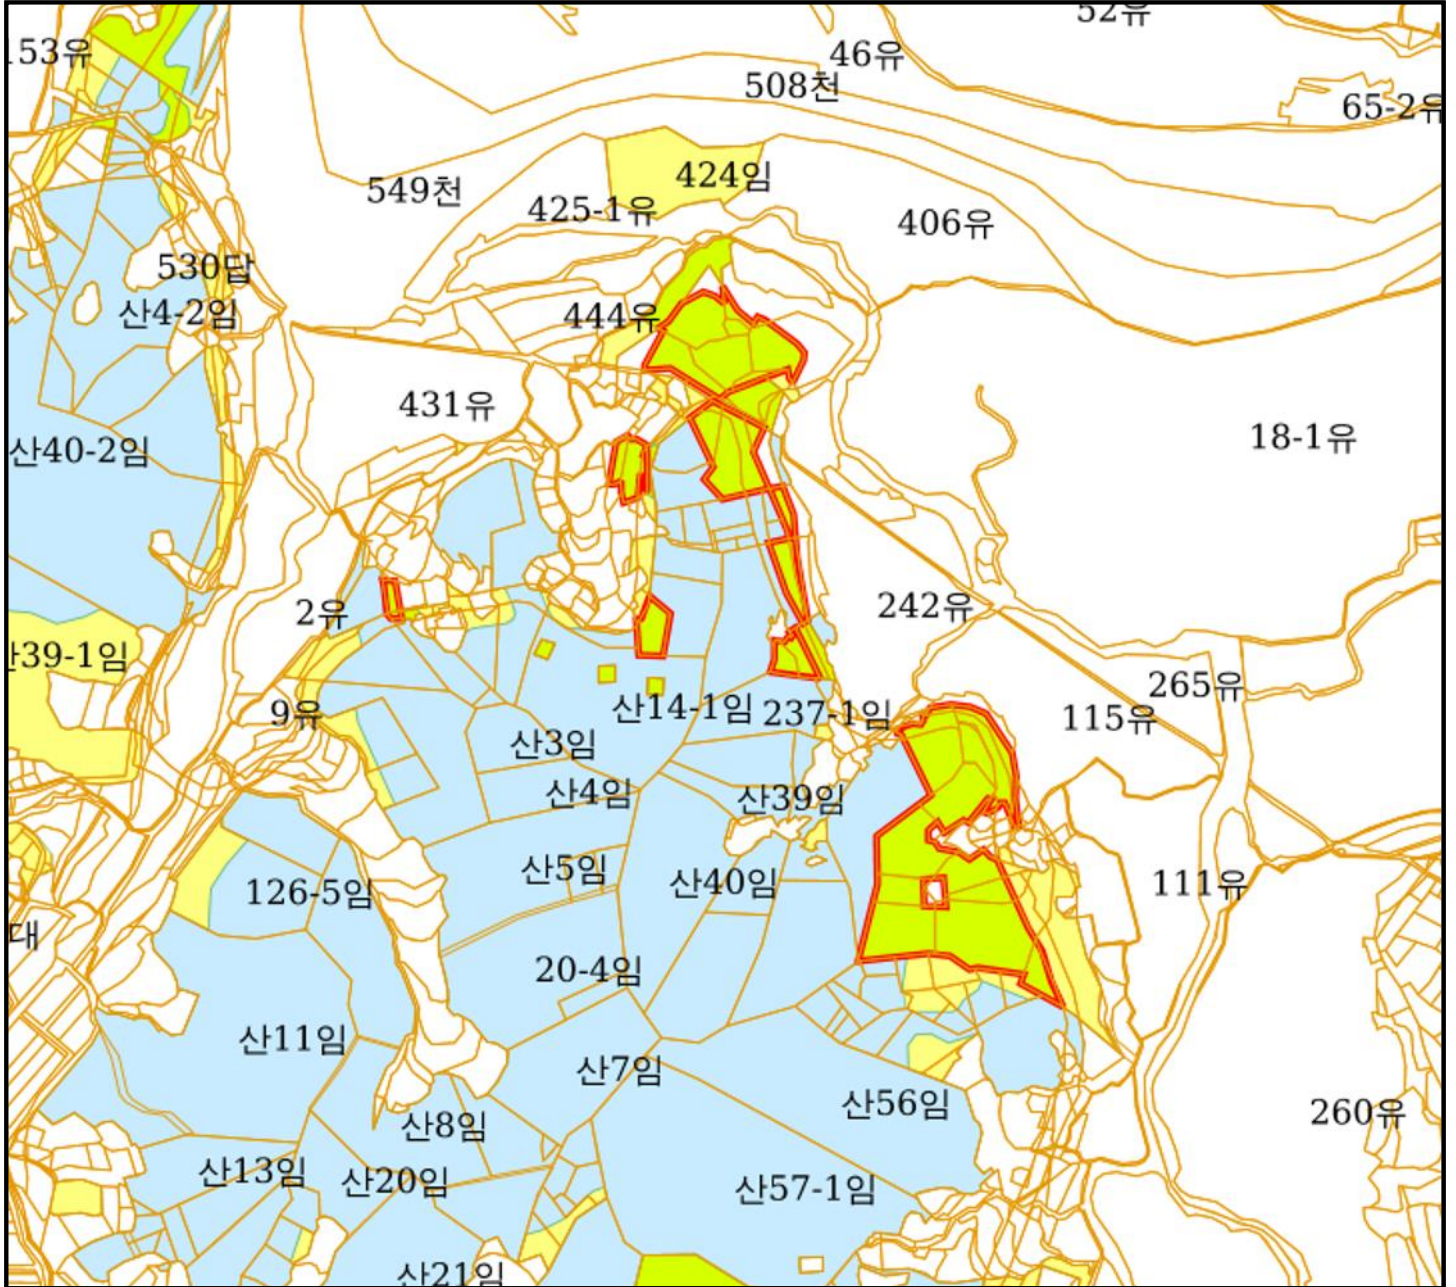 52유
153유
46유
508천
65-2유
424임
549천
425-1유
406유
530답
산4-2임
444유
431유
18-1유
산40-2임
2유
242유
산39-1임
265유
산14-1임
237-1임
9유
115유
산3임
산4임
산39임
산5임
산40임
126-5임
111유
대
20-4임
산11임
산7임
산56임
260유
산8임
산13임
산20임
산57-1임
산21임